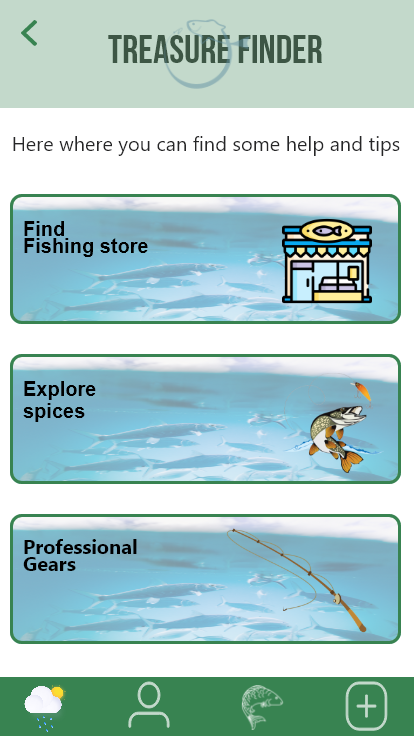 TREASURE FINDER
Here where you can find some help and tips
Find
Fishing store
Explore
spices
Professional
Gears